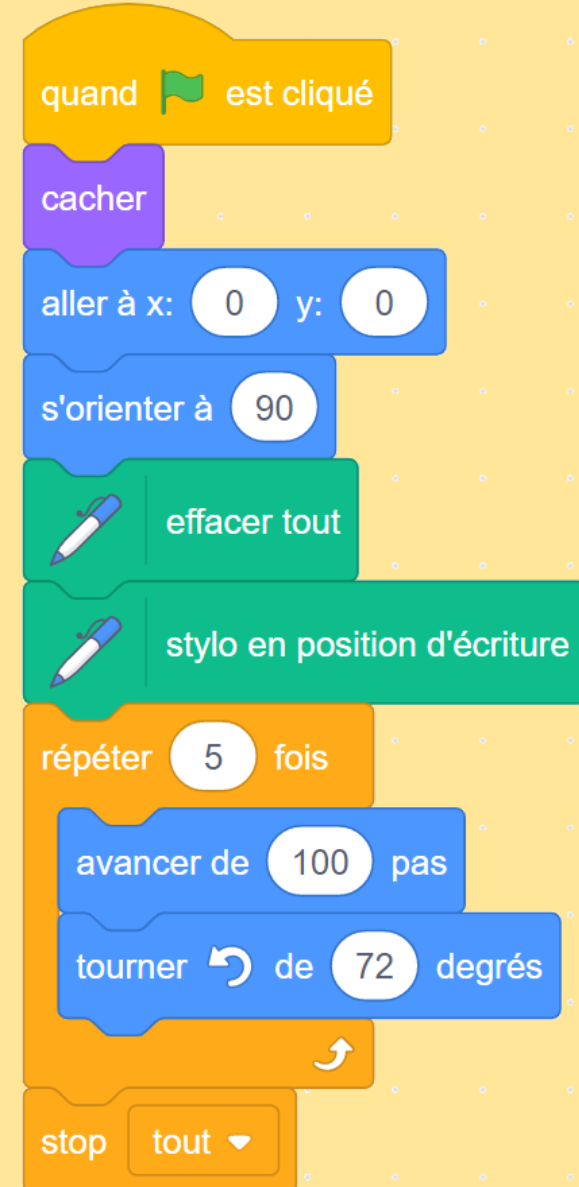 quand est cliqué
cacher
aller à x: 0 y: 0
s'orienter à 90
effacer tout
stylo en position d'écriture
répéter 5 fois
avancer de 100 pas
tourner de 72 degrés
stop tout